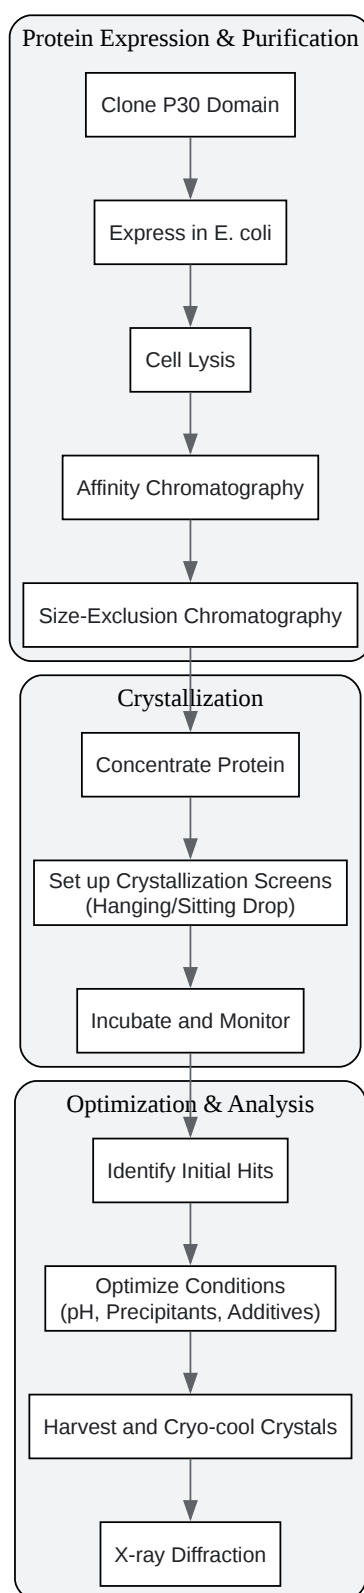 Protein Expression & Purification
Clone P30 Domain
Express in E. coli
Cell Lysis
Affinity Chromatography
Size-Exclusion Chromatography
Crystallization
Concentrate Protein
Set up Crystallization Screens
(Hanging/Sitting Drop)
Incubate and Monitor
Optimization & Analysis
Identify Initial Hits
Optimize Conditions
(pH, Precipitants, Additives)
Harvest and Cryo-cool Crystals
X-ray Diffraction